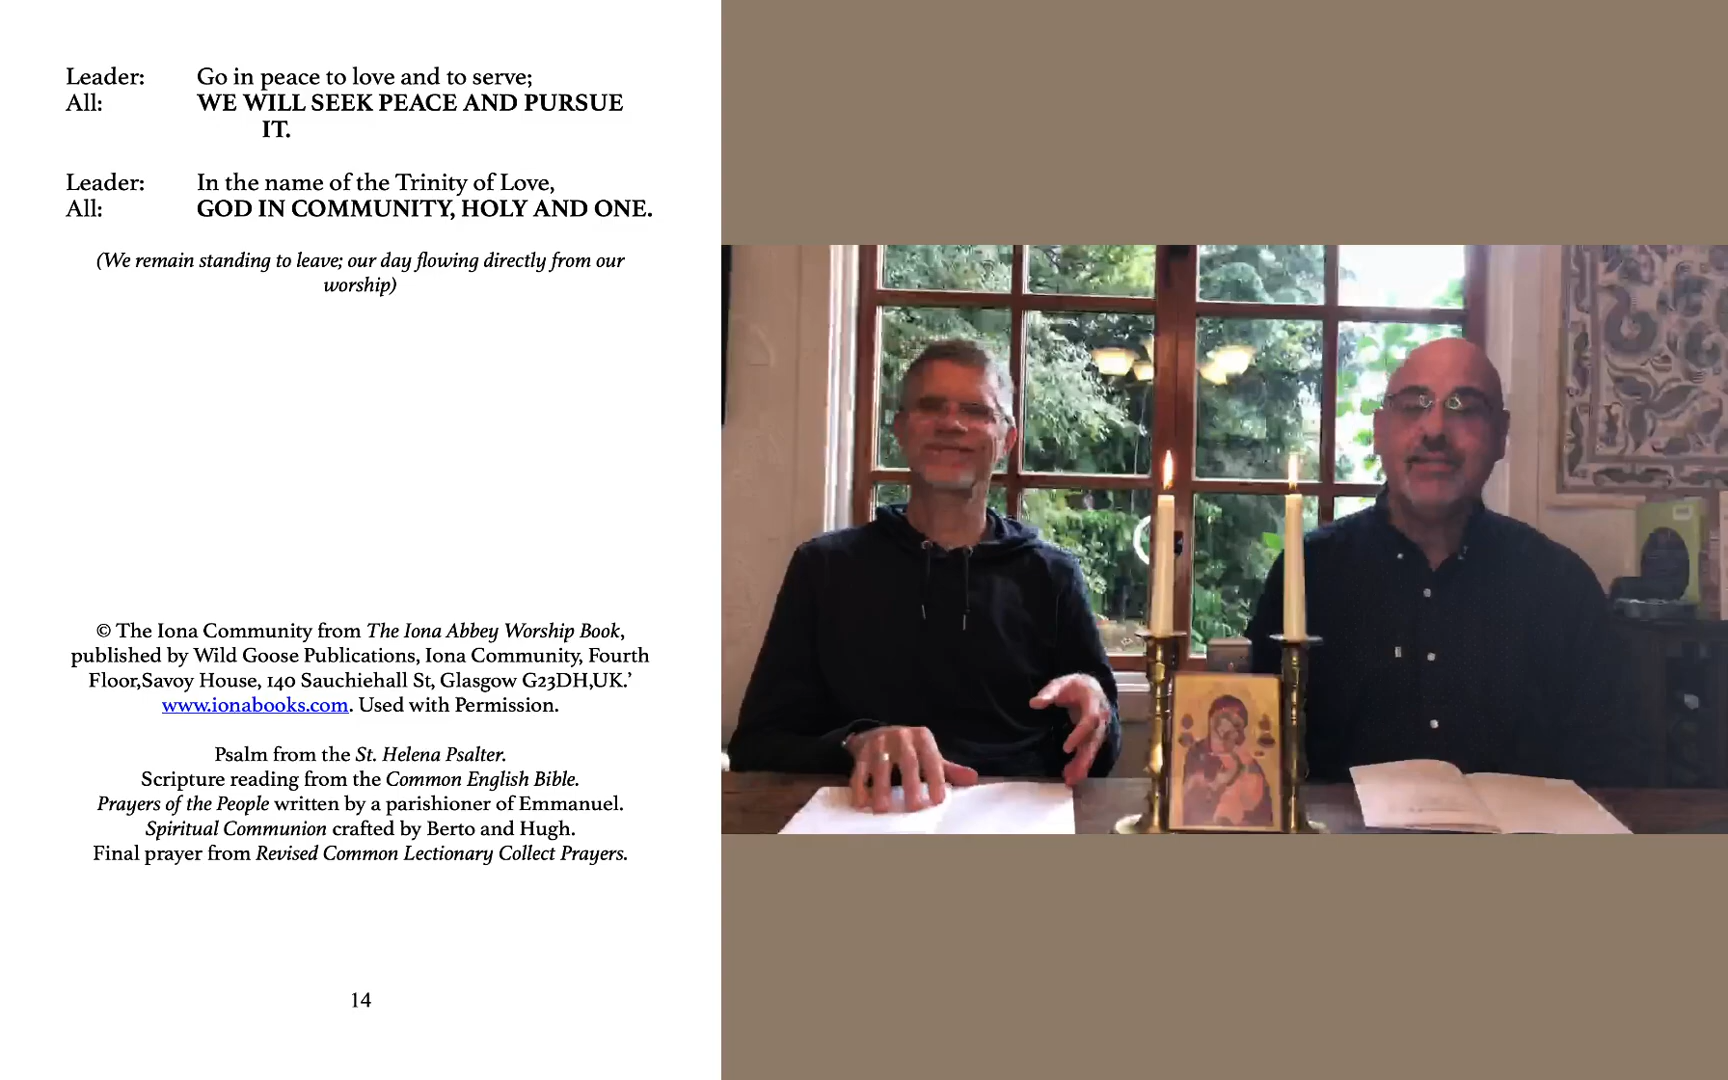 Leader: Go in peace to love and to serve;
All: WE WILL SEEK PEACE AND PURSUE
IT.
Leader: In the name of the Trinity of Love,
All: GOD IN COMMUNITY, HOLY AND ONE.
(We remain standing to leave; our day flowing directly from our
worship)
© The Iona Community from The Iona Abbey Worship Book,
published by Wild Goose Publications, Iona Community, Fourth
Floor,Savoy House, 140 Sauchiehall St, Glasgow G23DH,UK.’
www.ionabooks.com. Used with Permission.
Psalm from the St. Helena Psalter.
Scripture reading from the Common English Bible.
Prayers of the People written by a parishioner of Emmanuel.
Spiritual Communion crafted by Berto and Hugh.
Final prayer from Revised Common Lectionary Collect Prayers.
14